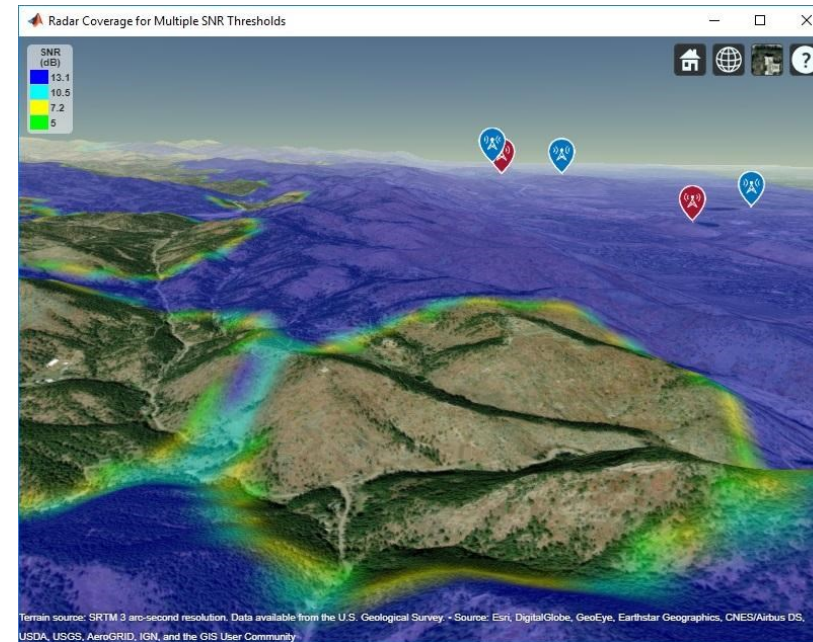 Radar Coverage for Multiple SNR Thresholds
SNR
(dB)
13.1
10.5
7.2
5
?
Terrain source: SRTM 3 arc-second resolution. Data available from the U.S. Geological Survey. • Source: Esri, DigitalGlobe, GeoEye, Earthstar Geographics, CNES/Airbus DS,
USDA, USGS, AeroGRID, IGN, and the GIS User Community